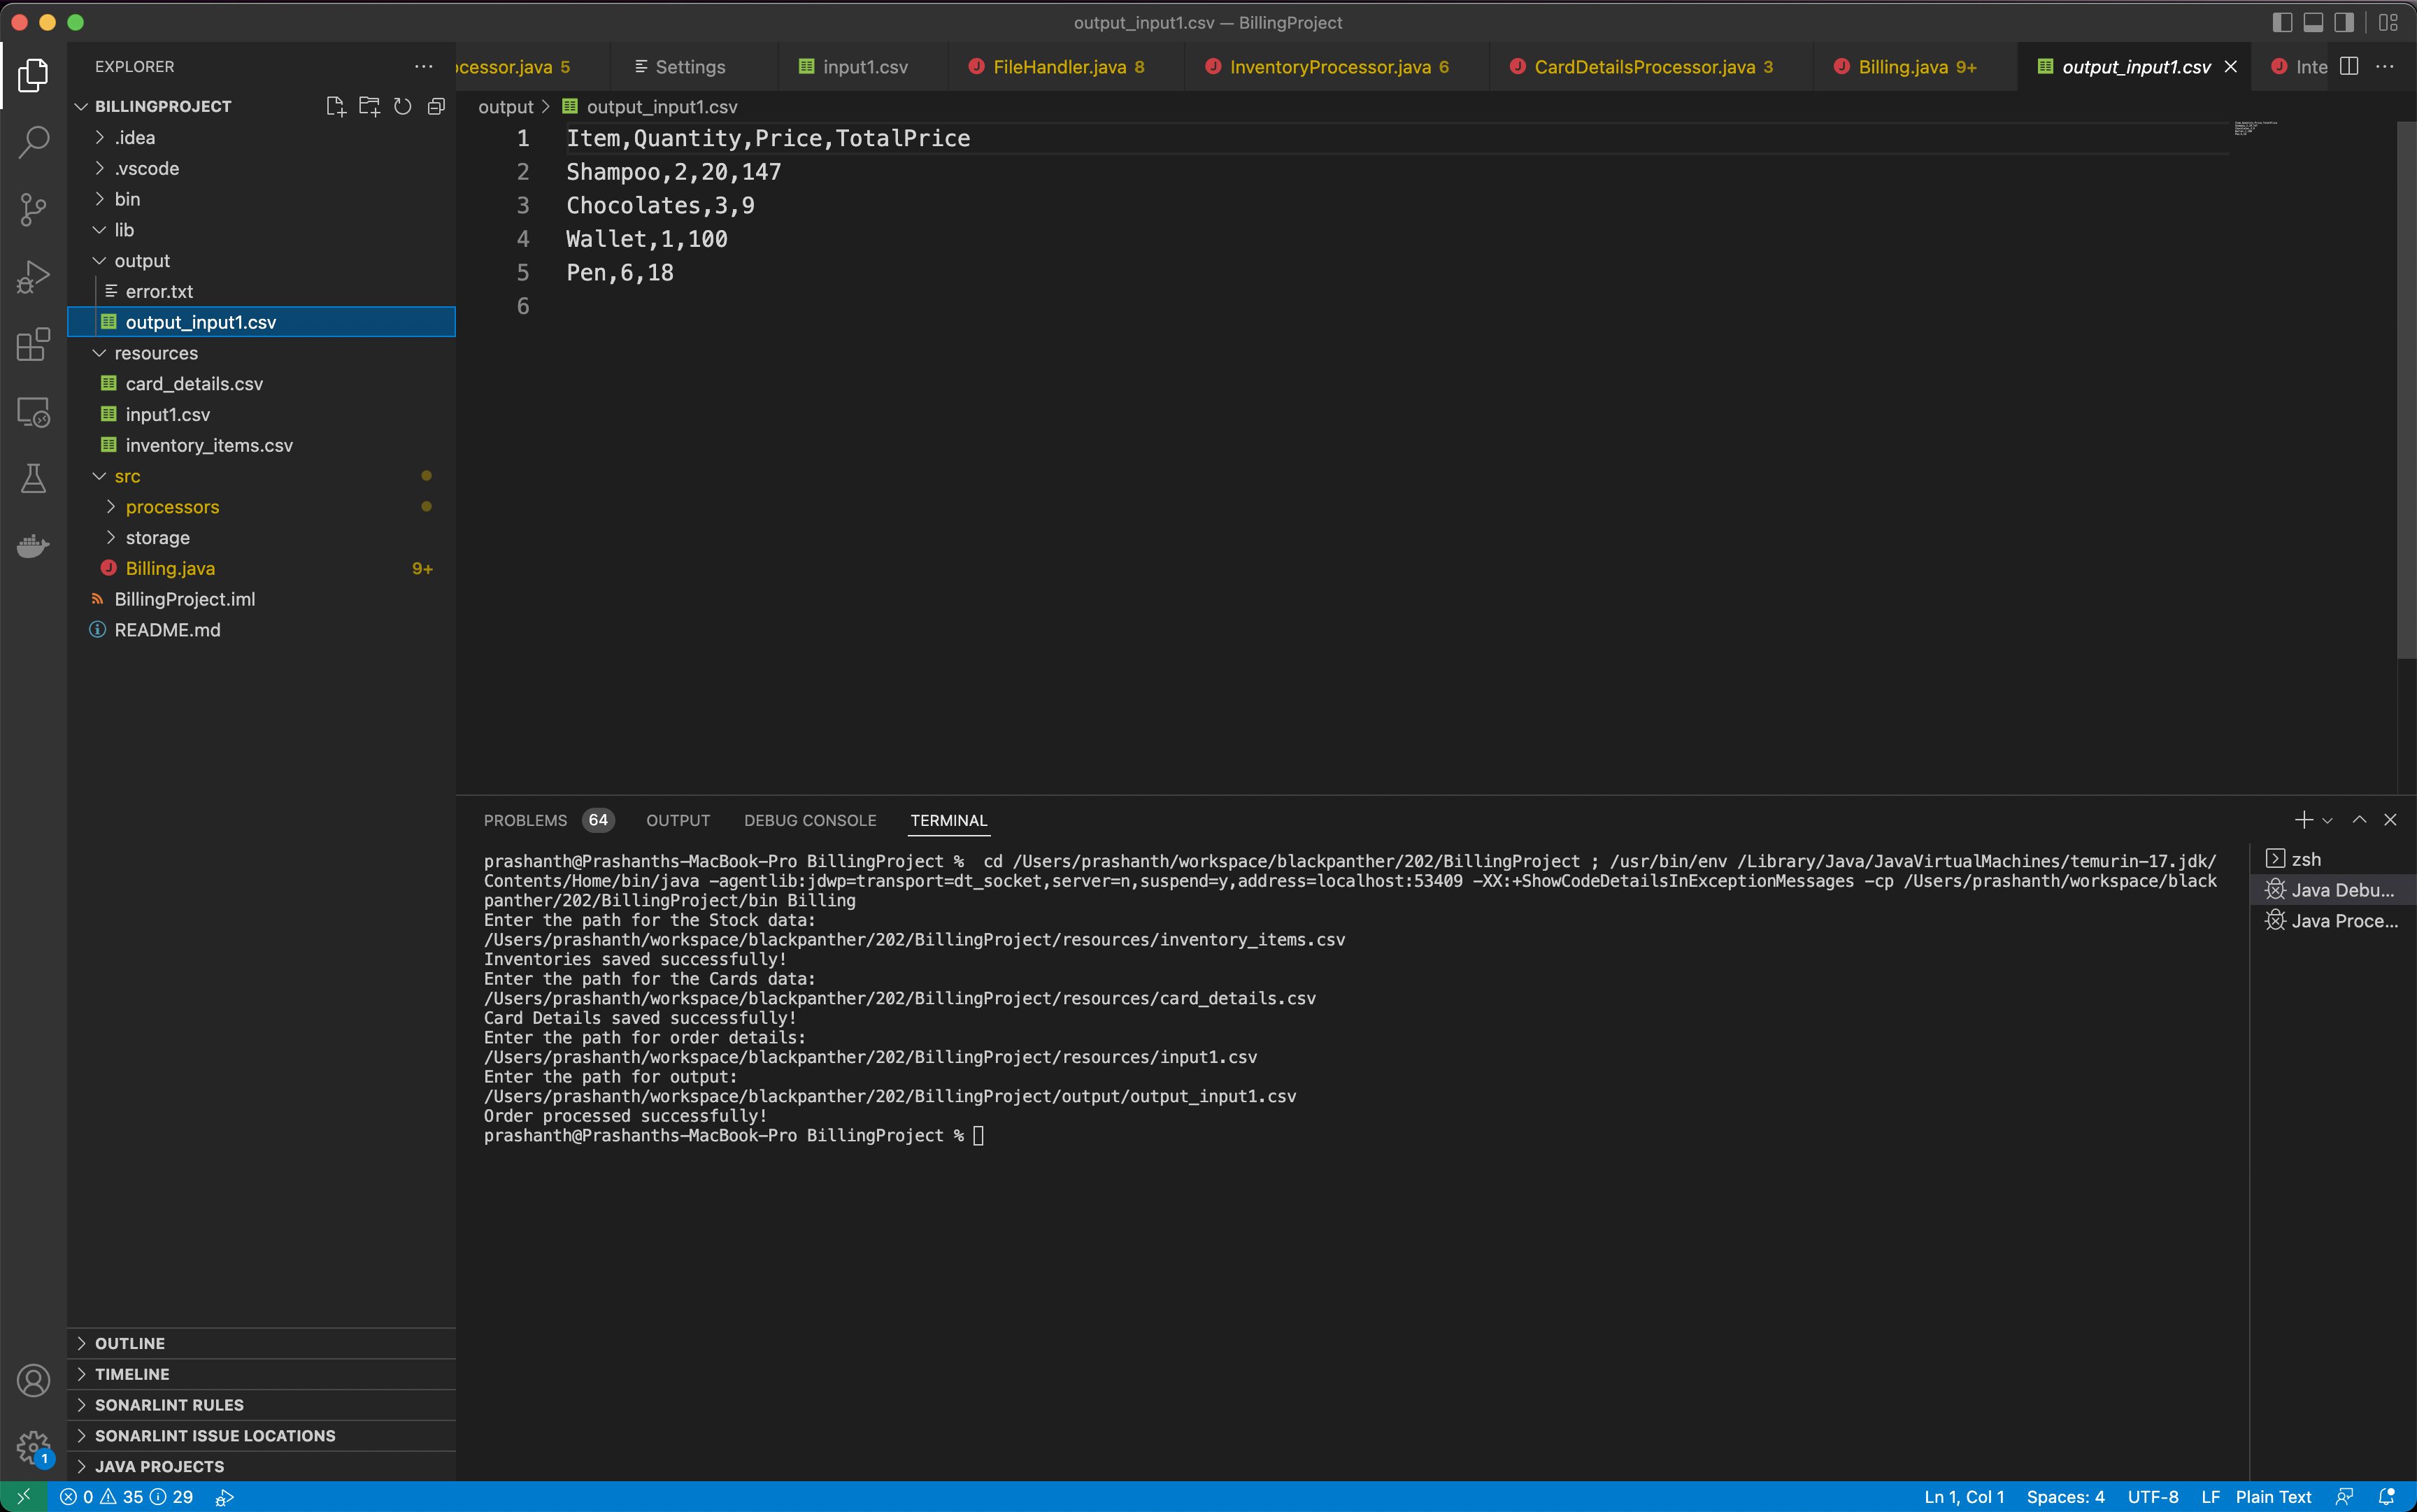 output_input1.csv — BillingProject
EXPLORER
BILLINGPROJECT
.idea
.vscode
bin
lib
output
error.txt
output_input1.csv
resources
card_details.csv
input1.csv
inventory_items.csv
src
processors
storage
Billing.java 9+
BillingProject.iml
README.md
OUTLINE
TIMELINE
SONARLINT RULES
SONARLINT ISSUE LOCATIONS
JAVA PROJECTS
1
ocessor.java 5 Settings input1.csv FileHandler.java 8 InventoryProcessor.java 6 CardDetailsProcessor.java 3 Billing.java 9+ output_input1.csv Inte
output > output_input1.csv
1 Item,Quantity,Price,TotalPrice
2 Shampoo,2,20,147
3 Chocolates,3,9
4 Wallet,1,100
5 Pen,6,18
6
PROBLEMS 64 OUTPUT DEBUG CONSOLE TERMINAL
prashanth@Prashanths-MacBook-Pro BillingProject %  cd /Users/prashanth/workspace/blackpanther/202/BillingProject ; /usr/bin/env /Library/Java/JavaVirtualMachines/temurin-17.jdk/
Contents/Home/bin/java -agentlib:jdwp=transport=dt_socket,server=n,suspend=y,address=localhost:53409 -XX:+ShowCodeDetailsInExceptionMessages -cp /Users/prashanth/workspace/black
panther/202/BillingProject/bin Billing
Enter the path for the Stock data:
/Users/prashanth/workspace/blackpanther/202/BillingProject/resources/inventory_items.csv
Inventories saved successfully!
Enter the path for the Cards data:
/Users/prashanth/workspace/blackpanther/202/BillingProject/resources/card_details.csv
Card Details saved successfully!
Enter the path for order details:
/Users/prashanth/workspace/blackpanther/202/BillingProject/resources/input1.csv
Enter the path for output:
/Users/prashanth/workspace/blackpanther/202/BillingProject/output/output_input1.csv
Order processed successfully!
prashanth@Prashanths-MacBook-Pro BillingProject %
zsh
Java Debu...
Java Proce...
0 35 29 Ln 1, Col 1 Spaces: 4 UTF-8 LF Plain Text